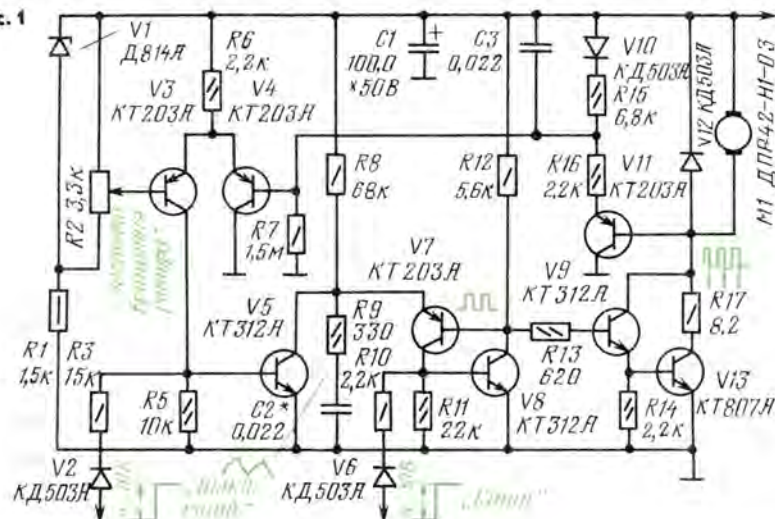 с. 1
V1
Д814А
R6
2,2к
V3
КТ203А
V4
КТ203А
C1
100,0
×50В
+
C3
0,022
V10
КД503А
R15
6,8к
V12 КД503А
М1 ДПР42-Н1-03
R2 3,3к
R8
68к
R12
5,6к
R16
2,2к
V11
КТ203А
R7
1,5м
V7
КТ203А
V9
КТ312А
V5
КТ312А
R9
330
R17
8.2
R1
1,5к
R3
15к
R10
2,2к
R13
620
R5
10к
C2*
0,022
R11
22к
V8
КТ312А
R14
2,2к
V13
КТ807А
V2
КД503А
V6
КД503А